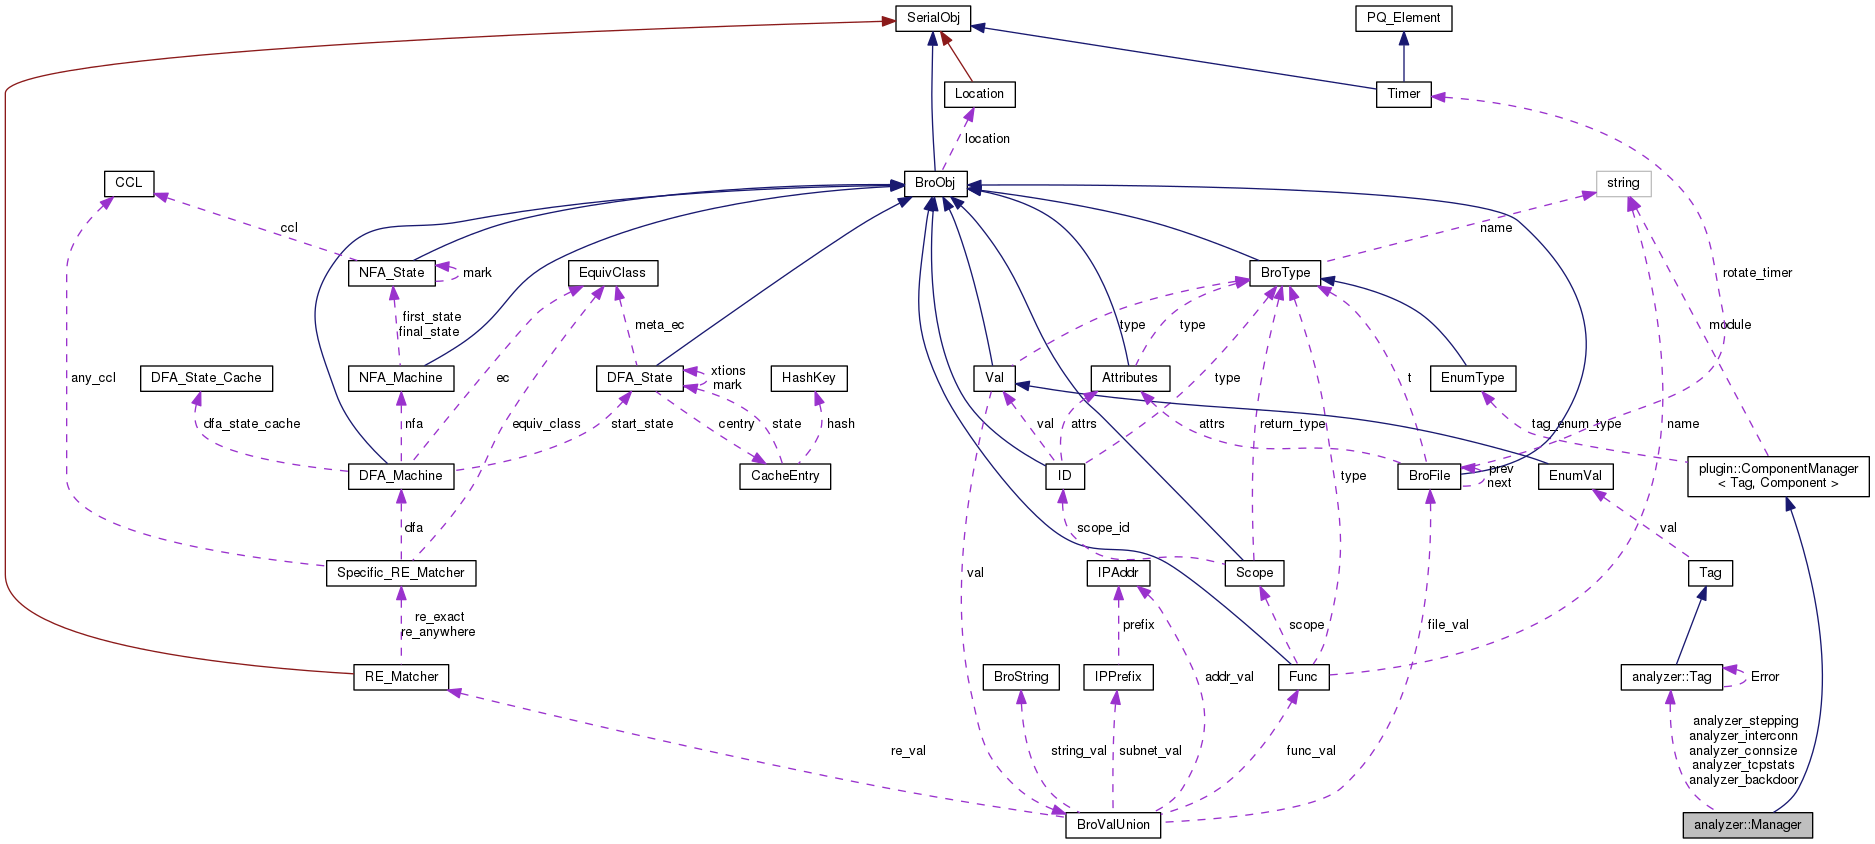 SerialObj
PQ_Element
Location
Timer
location
CCL
BroObj
string
ccl
name
NFA_State
mark
EquivClass
BroType
rotate_timer
first_state
final_state
meta_ec
type
type
module
DFA_State_Cache
any_ccl
NFA_Machine
ec
DFA_State
xtions
mark
HashKey
Val
Attributes
type
t
EnumType
dfa_state_cache
nfa
equiv_class
start_state
centry
state
hash
val
attrs
attrs
return_type
tag_enum_type
name
DFA_Machine
CacheEntry
ID
type
BroFile
prev
next
EnumVal
plugin::ComponentManager
< Tag, Component >
dfa
scope_id
val
Specific_RE_Matcher
val
IPAddr
Scope
Tag
re_exact
re_anywhere
prefix
scope
file_val
RE_Matcher
BroString
IPPrefix
addr_val
Func
analyzer::Tag
Error
re_val
string_val
subnet_val
func_val
analyzer_stepping
analyzer_interconn
analyzer_connsize
analyzer_tcpstats
analyzer_backdoor
BroValUnion
analyzer::Manager